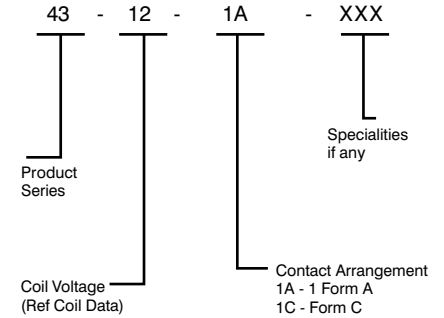 43 - 12 - 1A - XXX
Specialities
if any
Product
Series
Coil Voltage
(Ref Coil Data)
Contact Arrangement
1A - 1 Form A
1C - Form C